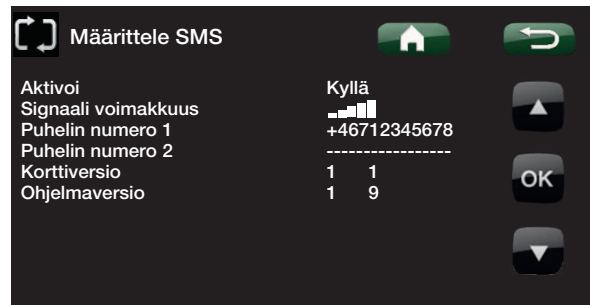 Määrittele SMS
Aktivoi Kyllä
Signaali voimakkuus
Puhelin numero 1 +46712345678
Puhelin numero 2 -----------------
Korttiversio 1 1
Ohjelmaversio 1 9
OK